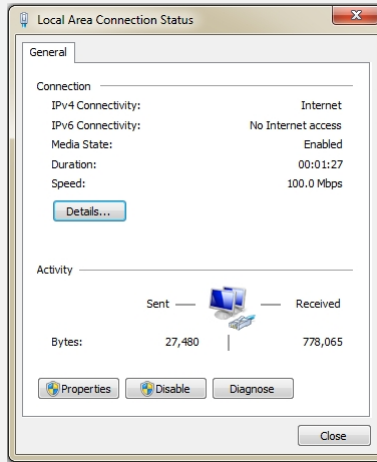 Local Area Connection Status
General
Connection
IPv4 Connectivity: Internet
IPv6 Connectivity: No Internet access
Media State: Enabled
Duration: 00:01:27
Speed: 100.0 Mbps
Details...
Activity
Sent Received
Bytes: 27,480 778,065
Properties Disable Diagnose
Close